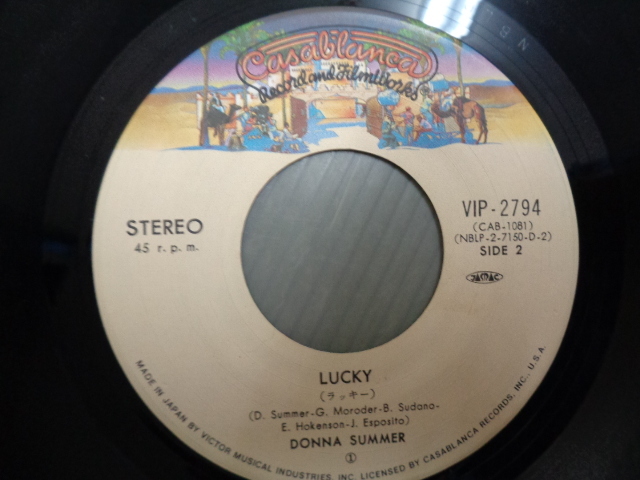 Casablanca
Record and FilmWorks
STEREO
45 r.p.m.
VIP-2794
(CAB-1081)
(NBLP-2-7150-D-2)
SIDE 2
JASRAC
LUCKY
(ラッキー)
(D. Summer-G. Moroder-B. Sudano-
E. Hokenson-J. Esposito)
DONNA SUMMER
①
MADE IN JAPAN BY VICTOR MUSICAL INDUSTRIES, INC. LICENSED BY CASABLANCA RECORDS, INC., U.S.A.